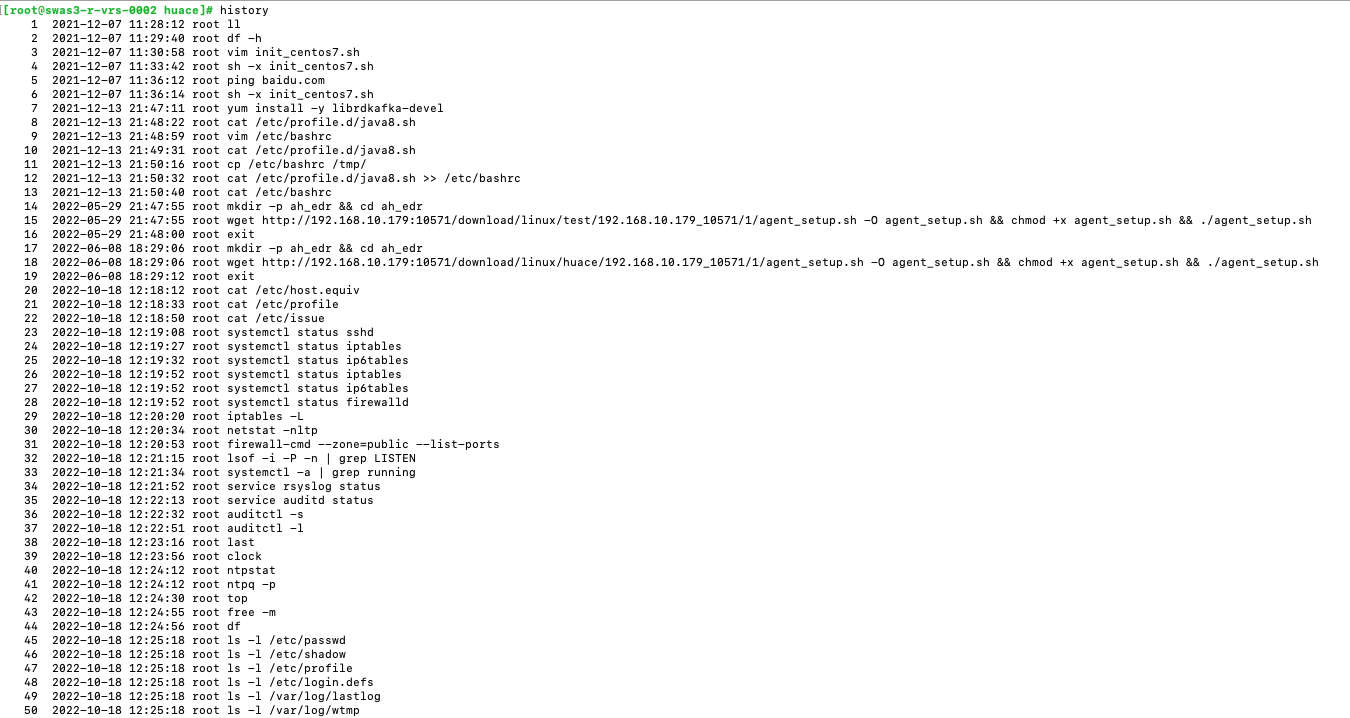 [[root@swas3-r-vrs-0002 huace]# history
1 2021-12-07 11:28:12 root ll
2 2021-12-07 11:29:40 root df -h
3 2021-12-07 11:30:58 root vim init_centos7.sh
4 2021-12-07 11:33:42 root sh -x init_centos7.sh
5 2021-12-07 11:36:12 root ping baidu.com
6 2021-12-07 11:36:14 root sh -x init_centos7.sh
7 2021-12-13 21:47:11 root yum install -y librdkafka-devel
8 2021-12-13 21:48:22 root cat /etc/profile.d/java8.sh
9 2021-12-13 21:48:59 root vim /etc/bashrc
10 2021-12-13 21:49:31 root cat /etc/profile.d/java8.sh
11 2021-12-13 21:50:16 root cp /etc/bashrc /tmp/
12 2021-12-13 21:50:32 root cat /etc/profile.d/java8.sh >> /etc/bashrc
13 2021-12-13 21:50:40 root cat /etc/bashrc
14 2022-05-29 21:47:55 root mkdir -p ah_edr && cd ah_edr
15 2022-05-29 21:47:55 root wget http://192.168.10.179:10571/download/linux/test/192.168.10.179_10571/1/agent_setup.sh -O agent_setup.sh && chmod +x agent_setup.sh && ./agent_setup.sh
16 2022-05-29 21:48:00 root exit
17 2022-06-08 18:29:06 root mkdir -p ah_edr && cd ah_edr
18 2022-06-08 18:29:06 root wget http://192.168.10.179:10571/download/linux/huace/192.168.10.179_10571/1/agent_setup.sh -O agent_setup.sh && chmod +x agent_setup.sh && ./agent_setup.sh
19 2022-06-08 18:29:12 root exit
20 2022-10-18 12:18:12 root cat /etc/host.equiv
21 2022-10-18 12:18:33 root cat /etc/profile
22 2022-10-18 12:18:50 root cat /etc/issue
23 2022-10-18 12:19:08 root systemctl status sshd
24 2022-10-18 12:19:27 root systemctl status iptables
25 2022-10-18 12:19:32 root systemctl status ip6tables
26 2022-10-18 12:19:52 root systemctl status iptables
27 2022-10-18 12:19:52 root systemctl status ip6tables
28 2022-10-18 12:19:52 root systemctl status firewalld
29 2022-10-18 12:20:20 root iptables -L
30 2022-10-18 12:20:34 root netstat -nltp
31 2022-10-18 12:20:53 root firewall-cmd --zone=public --list-ports
32 2022-10-18 12:21:15 root lsof -i -P -n | grep LISTEN
33 2022-10-18 12:21:34 root systemctl -a | grep running
34 2022-10-18 12:21:52 root service rsyslog status
35 2022-10-18 12:22:13 root service auditd status
36 2022-10-18 12:22:32 root auditctl -s
37 2022-10-18 12:22:51 root auditctl -l
38 2022-10-18 12:23:16 root last
39 2022-10-18 12:23:56 root clock
40 2022-10-18 12:24:12 root ntpstat
41 2022-10-18 12:24:12 root ntpq -p
42 2022-10-18 12:24:30 root top
43 2022-10-18 12:24:55 root free -m
44 2022-10-18 12:24:56 root df
45 2022-10-18 12:25:18 root ls -l /etc/passwd
46 2022-10-18 12:25:18 root ls -l /etc/shadow
47 2022-10-18 12:25:18 root ls -l /etc/profile
48 2022-10-18 12:25:18 root ls -l /etc/login.defs
49 2022-10-18 12:25:18 root ls -l /var/log/lastlog
50 2022-10-18 12:25:18 root ls -l /var/log/wtmp